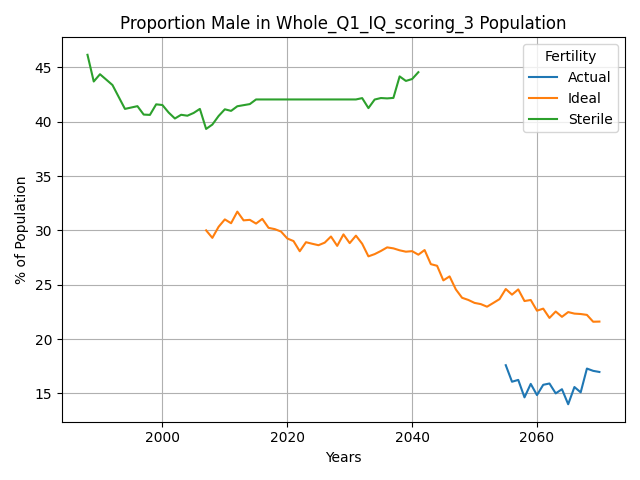 Proportion Male in Whole_Q1_IQ_scoring_3 Population
Fertility
Actual
Ideal
Sterile
% of Population
45
40
35
30
25
20
15
2000
2020
2040
2060
Years